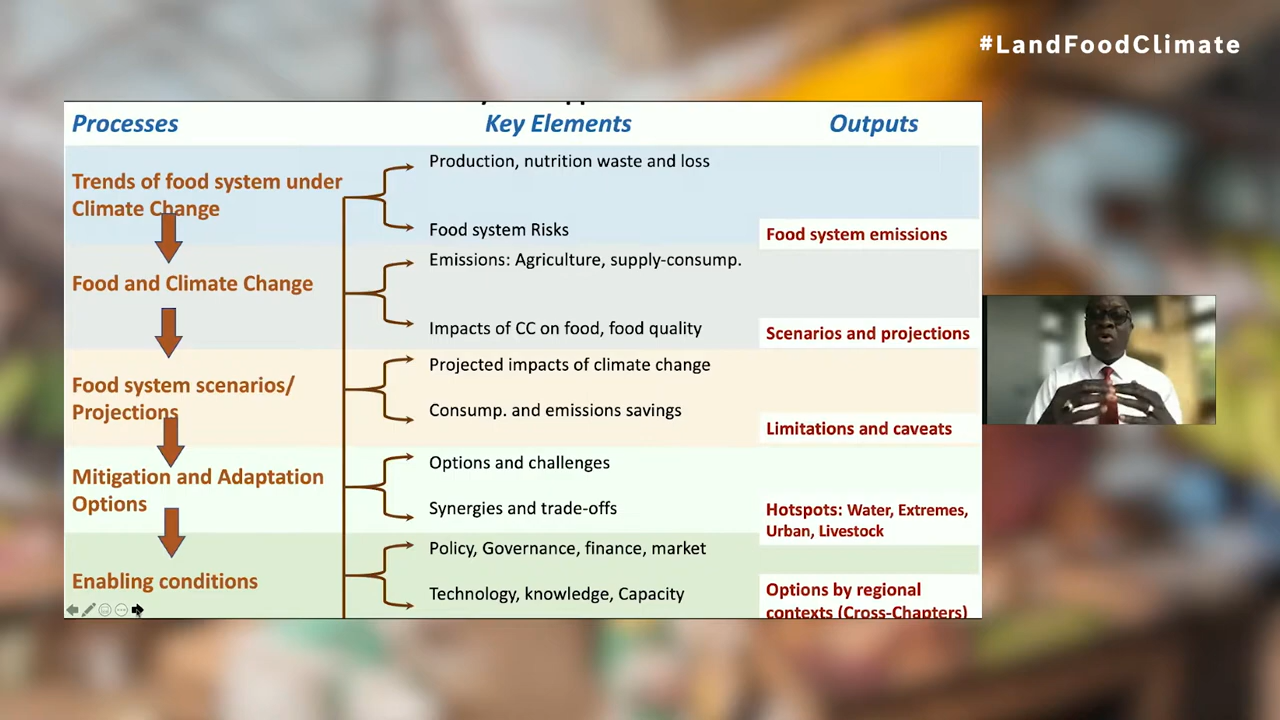 #LandFoodClimate
Processes
Key Elements
Outputs
Trends of food system under
Climate Change
Production, nutrition waste and loss
Food system Risks
Food system emissions
Food and Climate Change
Emissions: Agriculture, supply-consump.
Impacts of CC on food, food quality
Scenarios and projections
Food system scenarios/
Projections
Projected impacts of climate change
Consump. and emissions savings
Limitations and caveats
Mitigation and Adaptation
Options
Options and challenges
Synergies and trade-offs
Hotspots: Water, Extremes,
Urban, Livestock
Enabling conditions
Policy, Governance, finance, market
Technology, knowledge, Capacity
Options by regional
contexts (Cross-Chapters)